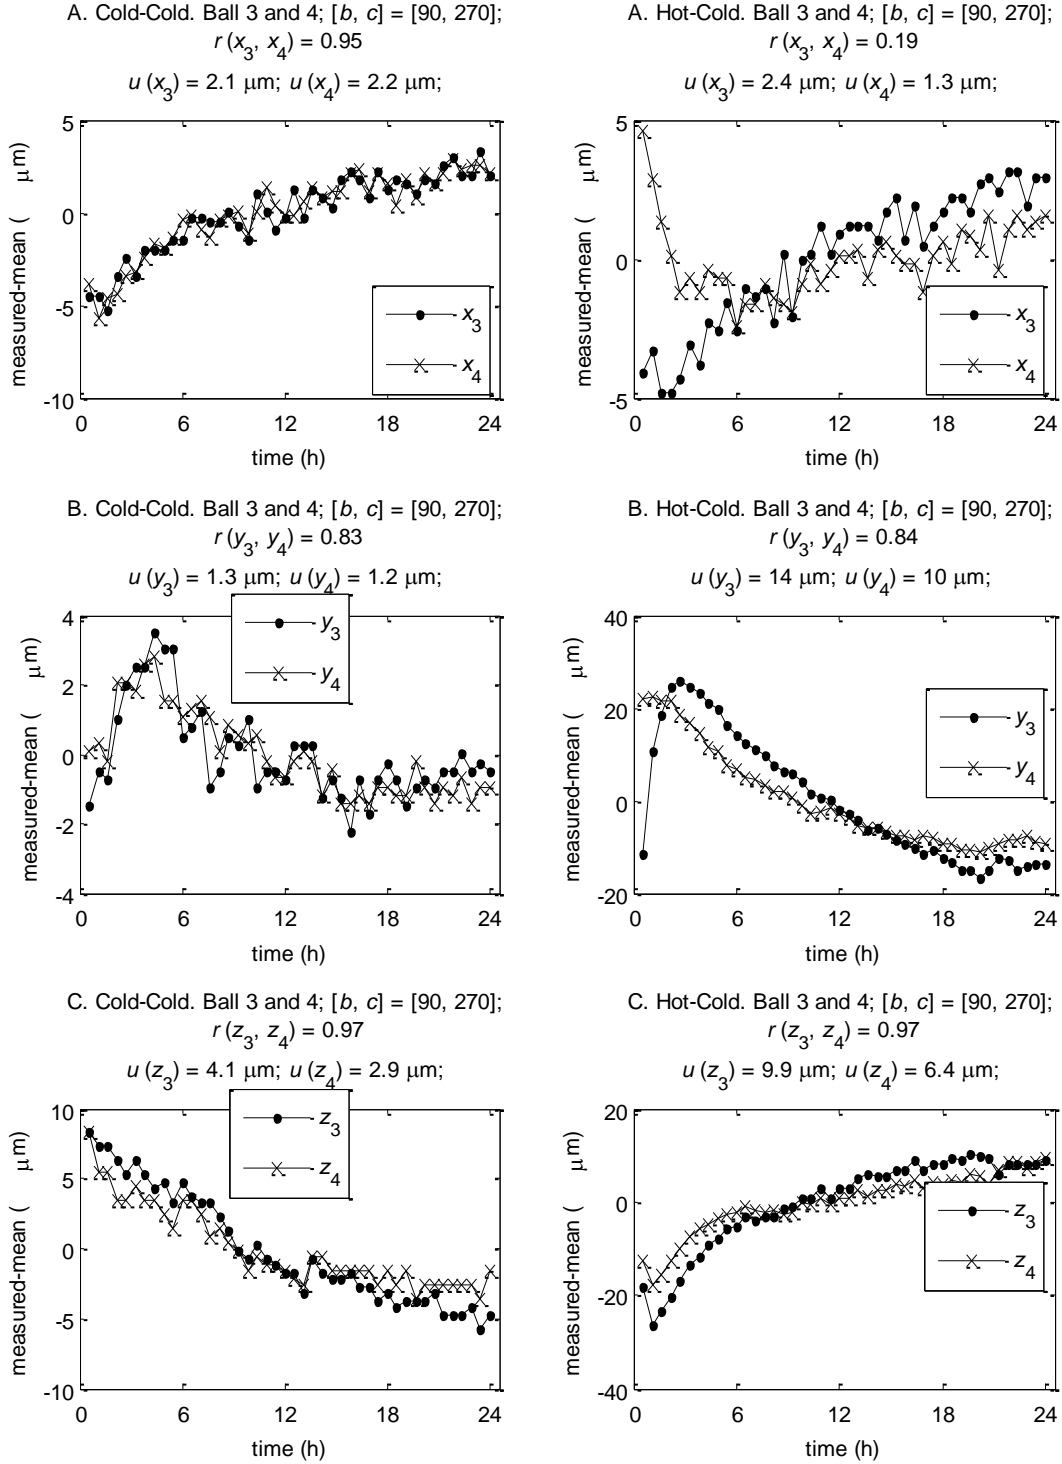 A. Cold-Cold. Ball 3 and 4; [b, c] = [90, 270];
r (x3, x4) = 0.95
u (x3) = 2.1 μm; u (x4) = 2.2 μm;
measured-mean ( μm)
5
0
-5
-10
x3
x4
0 6 12 18 24
time (h)
A. Hot-Cold. Ball 3 and 4; [b, c] = [90, 270];
r (x3, x4) = 0.19
u (x3) = 2.4 μm; u (x4) = 1.3 μm;
measured-mean ( μm)
5
0
-5
x3
x4
0 6 12 18 24
time (h)
B. Cold-Cold. Ball 3 and 4; [b, c] = [90, 270];
r (y3, y4) = 0.83
u (y3) = 1.3 μm; u (y4) = 1.2 μm;
measured-mean ( μm)
4
2
0
-2
-4
y3
y4
0 6 12 18 24
time (h)
B. Hot-Cold. Ball 3 and 4; [b, c] = [90, 270];
r (y3, y4) = 0.84
u (y3) = 14 μm; u (y4) = 10 μm;
measured-mean ( μm)
40
20
0
-20
y3
y4
0 6 12 18 24
time (h)
C. Cold-Cold. Ball 3 and 4; [b, c] = [90, 270];
r (z3, z4) = 0.97
u (z3) = 4.1 μm; u (z4) = 2.9 μm;
measured-mean ( μm)
10
5
0
-5
-10
z3
z4
0 6 12 18 24
time (h)
C. Hot-Cold. Ball 3 and 4; [b, c] = [90, 270];
r (z3, z4) = 0.97
u (z3) = 9.9 μm; u (z4) = 6.4 μm;
measured-mean ( μm)
20
0
-20
-40
z3
z4
0 6 12 18 24
time (h)